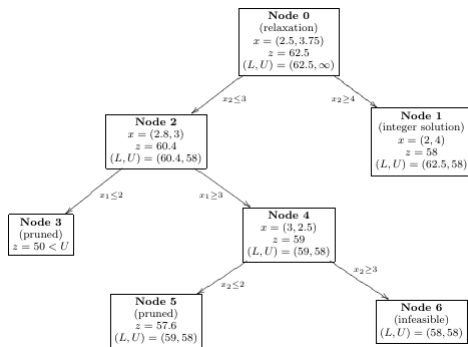 Node 0
(relaxation)
x = (2.5, 3.75)
z = 62.5
(L, U) = (62.5, ∞)
x₂≤3
x₂≥4
Node 2
x = (2.8, 3)
z = 60.4
(L, U) = (60.4, 58)
Node 1
(integer solution)
x = (2, 4)
z = 58
(L, U) = (62.5, 58)
x₁≤2
x₁≥3
Node 3
(pruned)
z = 50 < U
Node 4
x = (3, 2.5)
z = 59
(L, U) = (59, 58)
x₂≤2
x₂≥3
Node 5
(pruned)
z = 57.6
(L, U) = (59, 58)
Node 6
(infeasible)
(L, U) = (58, 58)